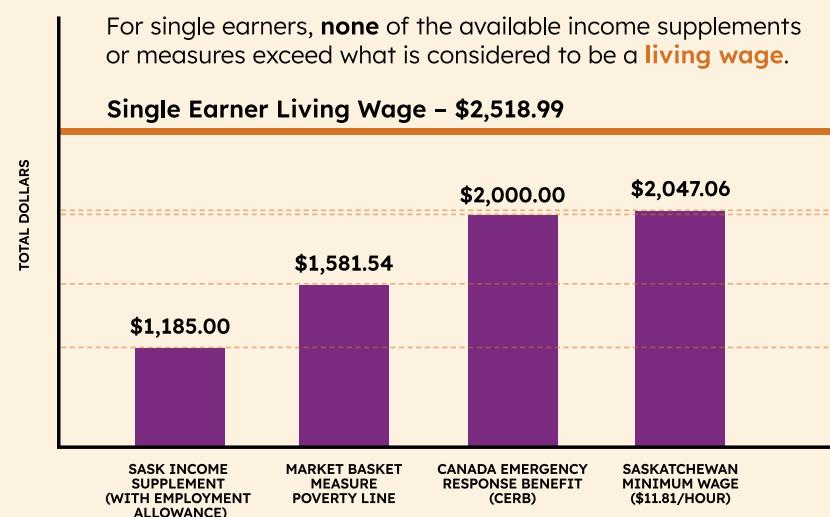 For single earners, none of the available income supplements
or measures exceed what is considered to be a living wage.
Single Earner Living Wage – $2,518.99
TOTAL DOLLARS
$1,185.00
$1,581.54
$2,000.00
$2,047.06
SASK INCOME
SUPPLEMENT
(WITH EMPLOYMENT
ALLOWANCE)
MARKET BASKET
MEASURE
POVERTY LINE
CANADA EMERGENCY
RESPONSE BENEFIT
(CERB)
SASKATCHEWAN
MINIMUM WAGE
($11.81/HOUR)